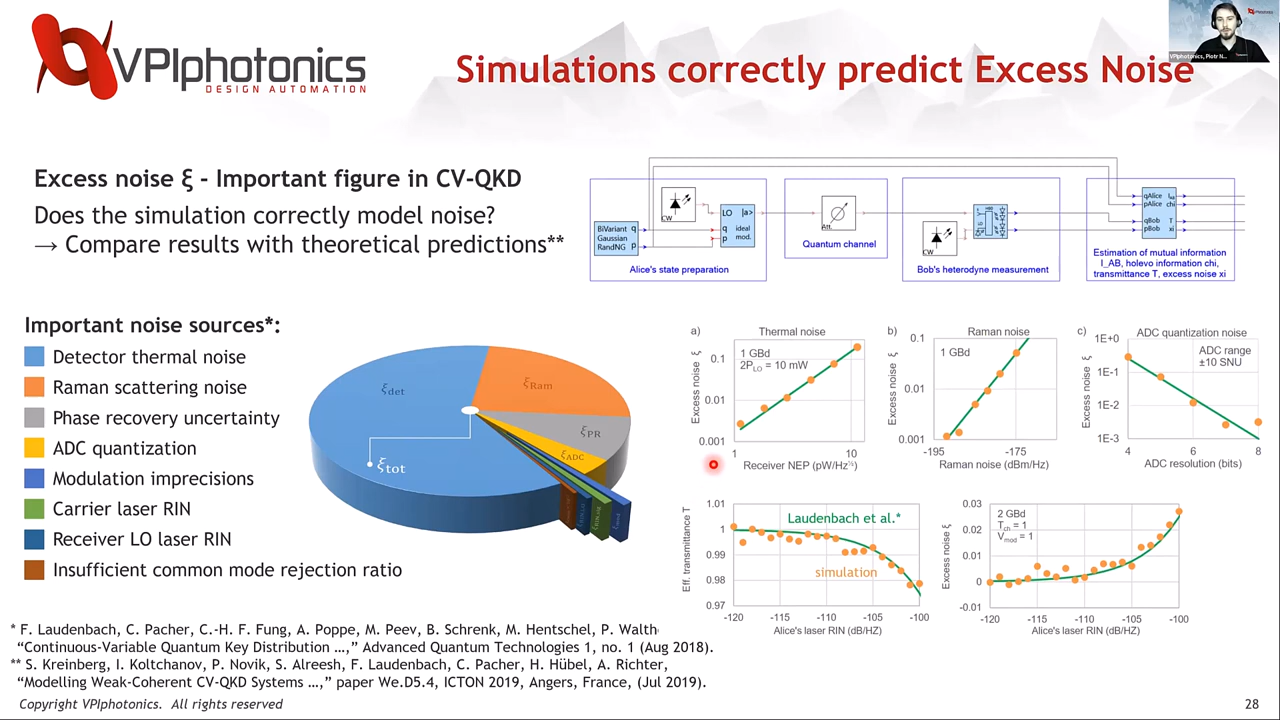 VPIphotonics
DESIGN AUTOMATION
Simulations correctly predict Excess Noise
Excess noise ξ - Important figure in CV-QKD
Does the simulation correctly model noise?
→ Compare results with theoretical predictions**
BiVariant q
Gaussian
RandNG p
CW
LO |a>
q ideal
p mod.
Alice's state preparation
Att.
Quantum channel
CW
Bob's heterodyne measurement
qAlice
pAlice chi
qBob T
pBob xi
Estimation of mutual information
I_AB, holevo information chi,
transmittance T, excess noise xi
Important noise sources*:
Detector thermal noise
Raman scattering noise
Phase recovery uncertainty
ADC quantization
Modulation imprecisions
Carrier laser RIN
Receiver LO laser RIN
Insufficient common mode rejection ratio
ξdet
ξRam
ξPR
ξADC
ξtot
a) Thermal noise
Excess noise ξ
0.1
0.01
0.001
1 GBd
2PLO = 10 mW
1 10
Receiver NEP (pW/Hz½)
b) Raman noise
Excess noise ξ
0.1
0.01
0.001
1 GBd
-195 -175
Raman noise (dBm/Hz)
c) ADC quantization noise
Excess noise ξ
1E+0
1E-1
1E-2
1E-3
ADC range
±10 SNU
4 6 8
ADC resolution (bits)
Eff. transmittance T
1.01
1
0.99
0.98
0.97
Laudenbach et al.*
simulation
-120 -115 -110 -105 -100
Alice's laser RIN (dB/HZ)
Excess noise ξ
0.03
0.02
0.01
0
-0.01
2 GBd
Tch = 1
Vmod = 1
-120 -115 -110 -105 -100
Alice's laser RIN (dB/HZ)
* F. Laudenbach, C. Pacher, C.-H. F. Fung, A. Poppe, M. Peev, B. Schrenk, M. Hentschel, P. Walth
“Continuous-Variable Quantum Key Distribution …,” Advanced Quantum Technologies 1, no. 1 (Aug 2018).
** S. Kreinberg, I. Koltchanov, P. Novik, S. Alreesh, F. Laudenbach, C. Pacher, H. Hübel, A. Richter,
“Modelling Weak-Coherent CV-QKD Systems …,” paper We.D5.4, ICTON 2019, Angers, France, (Jul 2019).
Copyright VPIphotonics. All rights reserved
28
VPIphotonics, Piotr N...